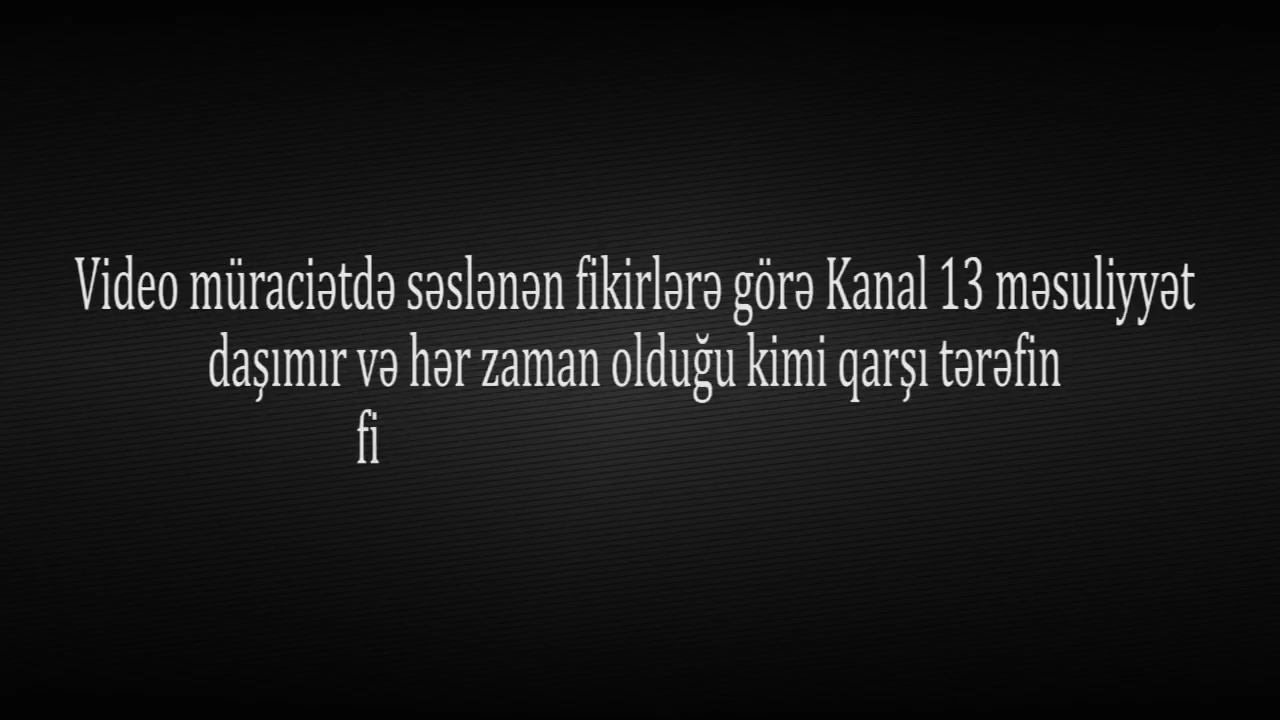 Video müraciətdə səslənən fikirlərə görə Kanal 13 məsuliyyət
daşımır və hər zaman olduğu kimi qarşı tərəfin
fi